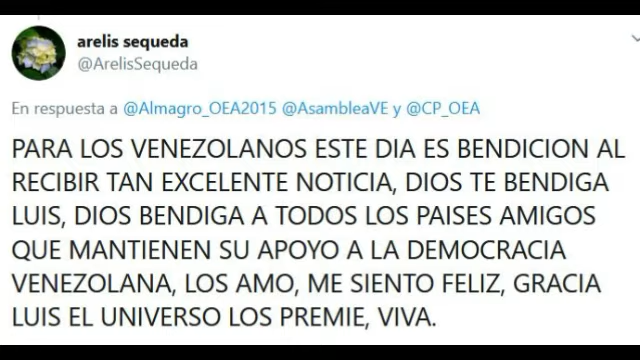 arelis sequeda
@ArelisSequeda
En respuesta a @Almagro_OEA2015 @AsambleaVE y @CP_OEA
PARA LOS VENEZOLANOS ESTE DIA ES BENDICION AL
RECIBIR TAN EXCELENTE NOTICIA, DIOS TE BENDIGA
LUIS, DIOS BENDIGA A TODOS LOS PAISES AMIGOS
QUE MANTIENEN SU APOYO A LA DEMOCRACIA
VENEZOLANA, LOS AMO, ME SIENTO FELIZ, GRACIA
LUIS EL UNIVERSO LOS PREMIE, VIVA.